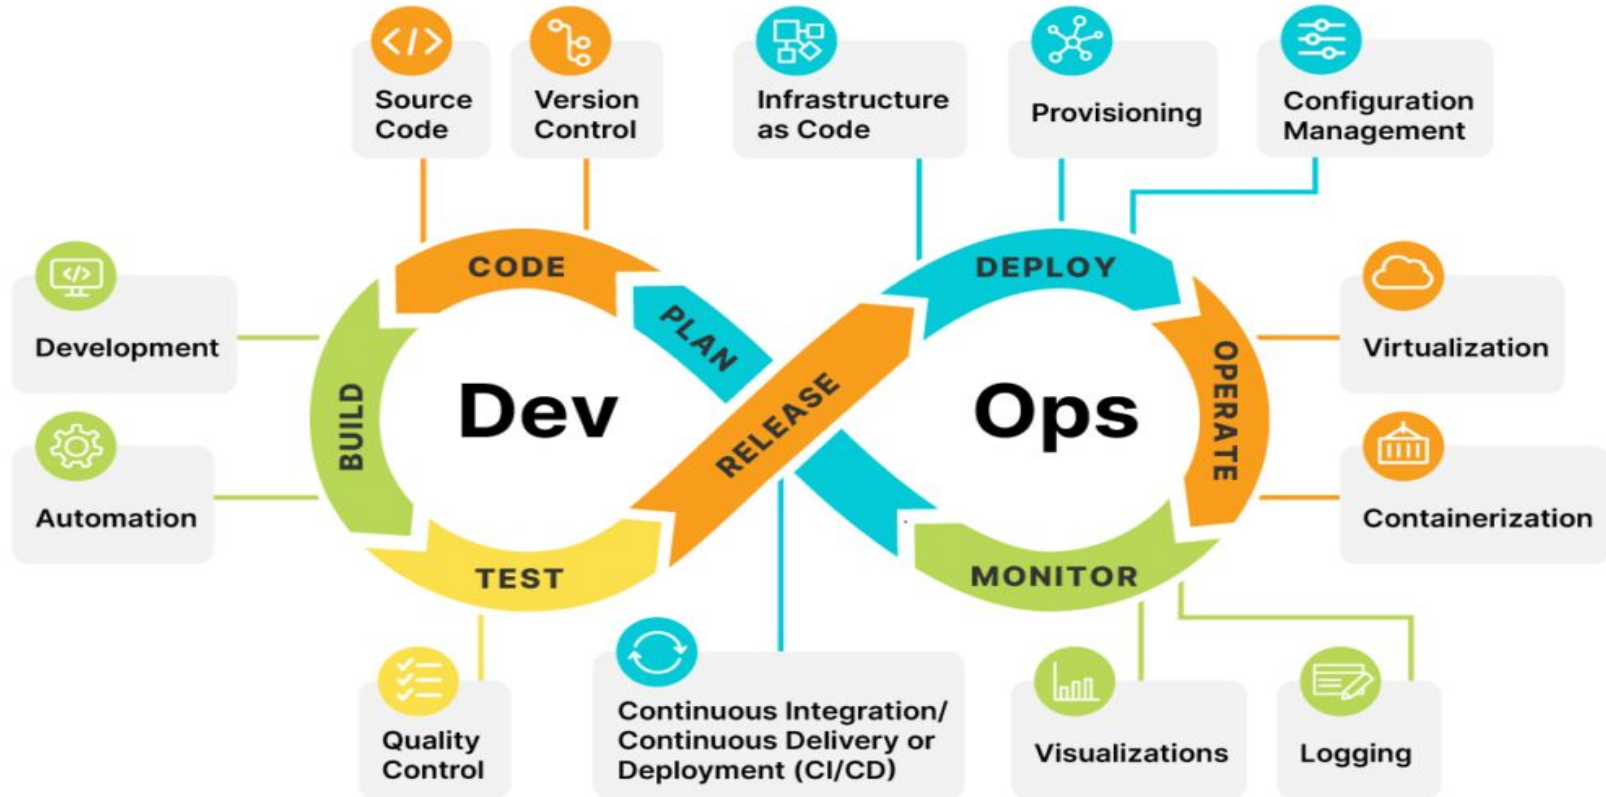 Source
Code
Version
Control
Infrastructure
as Code
Provisioning
Configuration
Management
Development
Automation
CODE
PLAN
BUILD
TEST
RELEASE
DEPLOY
OPERATE
MONITOR
Dev
Ops
Virtualization
Containerization
Quality
Control
Continuous Integration/
Continuous Delivery or
Deployment (CI/CD)
Visualizations
Logging